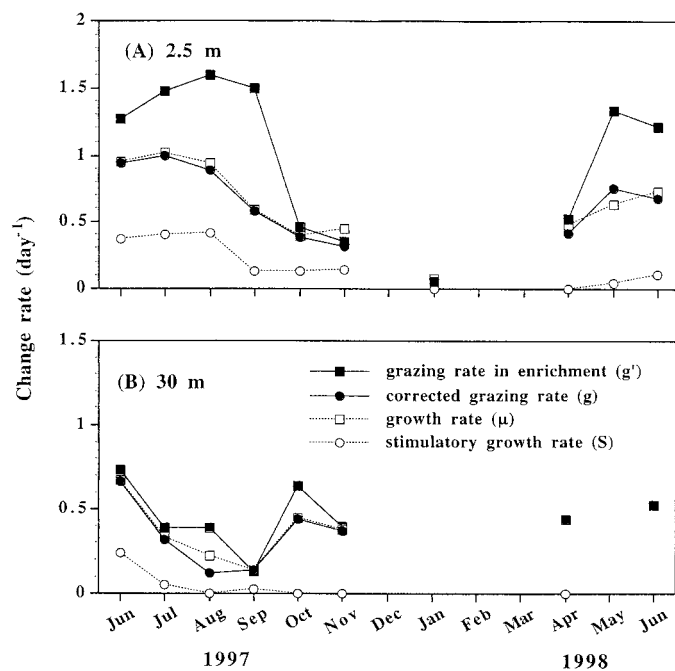 2
(A) 2.5 m
1.5
1
0.5
0
Change rate (day⁻¹)
1.5
(B) 30 m
grazing rate in enrichment (g')
corrected grazing rate (g)
growth rate (μ)
stimulatory growth rate (S)
1
0.5
0
Jun Jul Aug Sep Oct Nov Dec Jan Feb Mar Apr May Jun
1997 1998